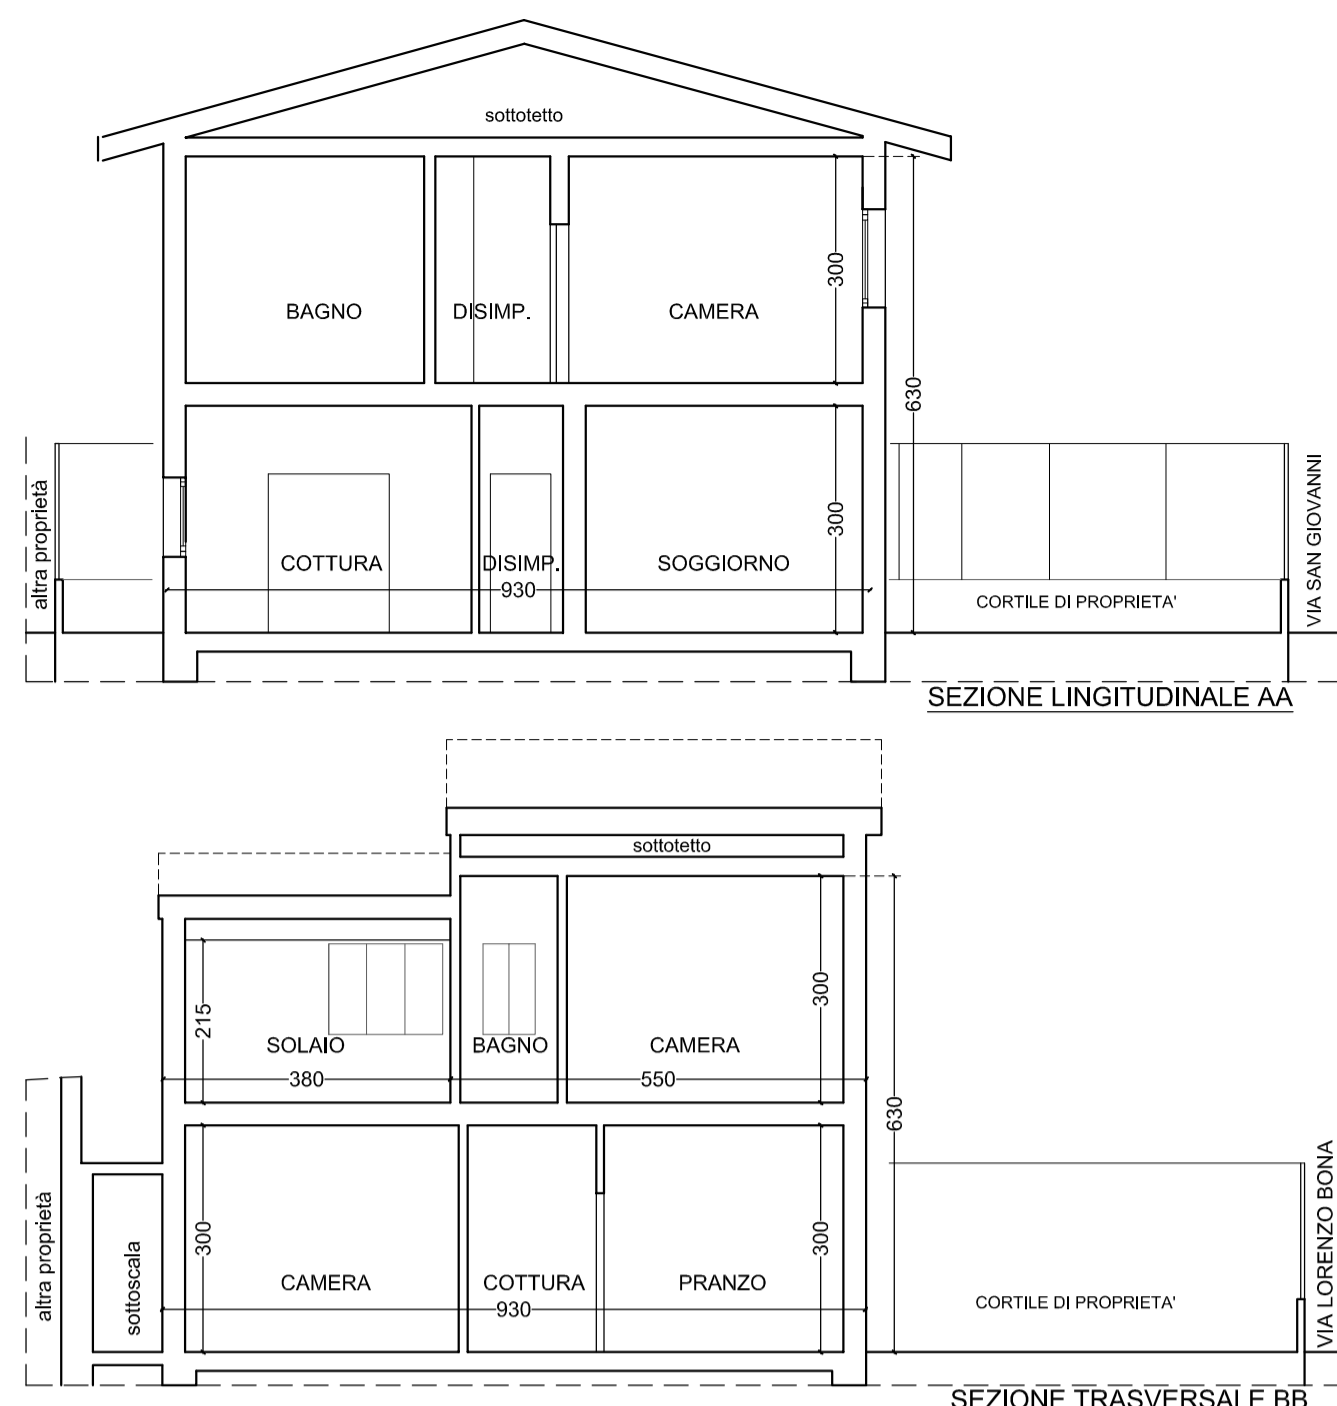 sottotetto
BAGNO
DISIMP.
CAMERA
300
630
altra proprietà
COTTURA
DISIMP.
SOGGIORNO
300
930
CORTILE DI PROPRIETA'
VIA SAN GIOVANNI
SEZIONE LINGITUDINALE AA
sottotetto
215
SOLAIO
BAGNO
CAMERA
300
380
550
630
altra proprietà
sottoscala
300
CAMERA
COTTURA
PRANZO
300
930
CORTILE DI PROPRIETA'
VIA LORENZO BONA
SEZIONE TRASVERSALE BB